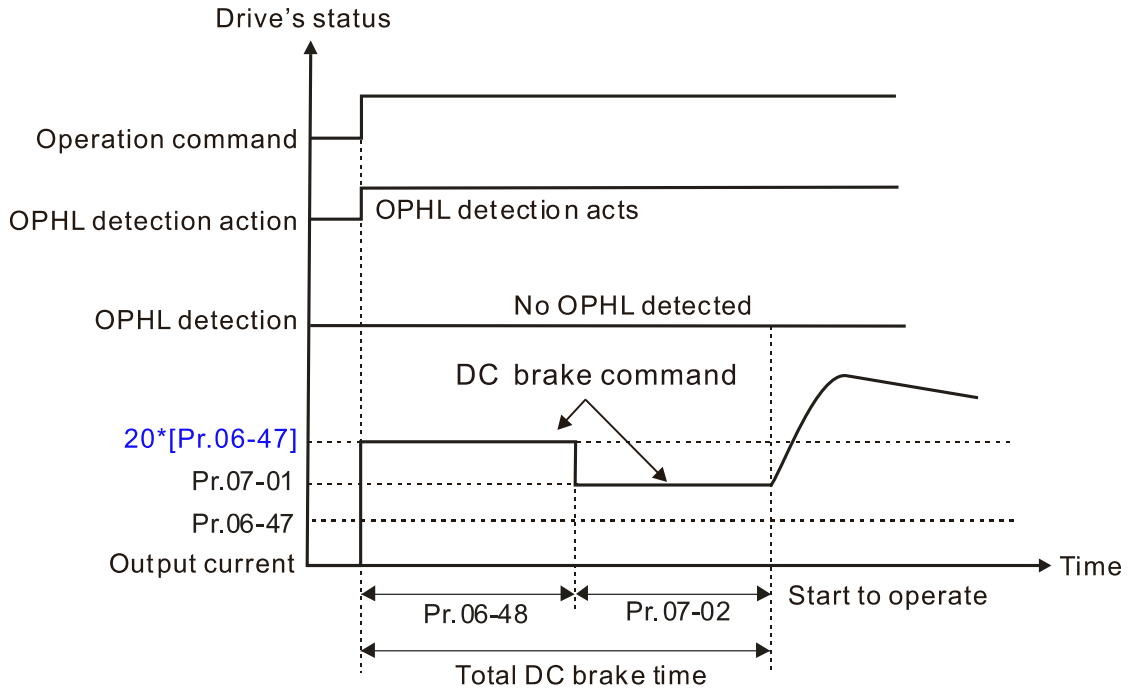 Drive's status
Operation command
OPHL detection action
OPHL detection acts
OPHL detection
No OPHL detected
DC brake command
20*[Pr.06-47]
Pr.07-01
Pr.06-47
Output current
Time
Pr.06-48
Pr.07-02
Start to operate
Total DC brake time